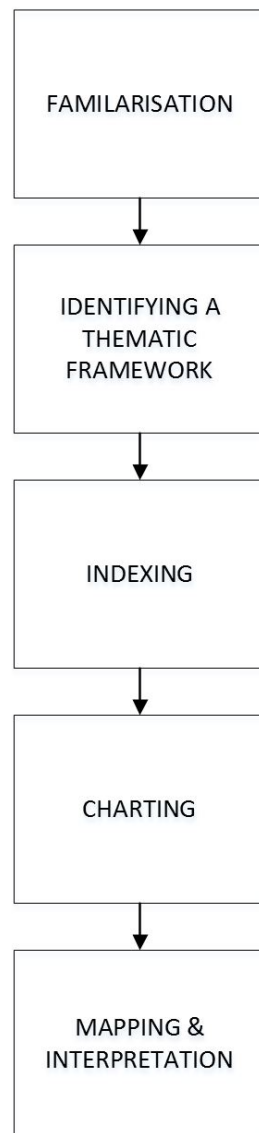 FAMILARISATION
IDENTIFYING A
THEMATIC
FRAMEWORK
INDEXING
CHARTING
MAPPING &
INTERPRETATION